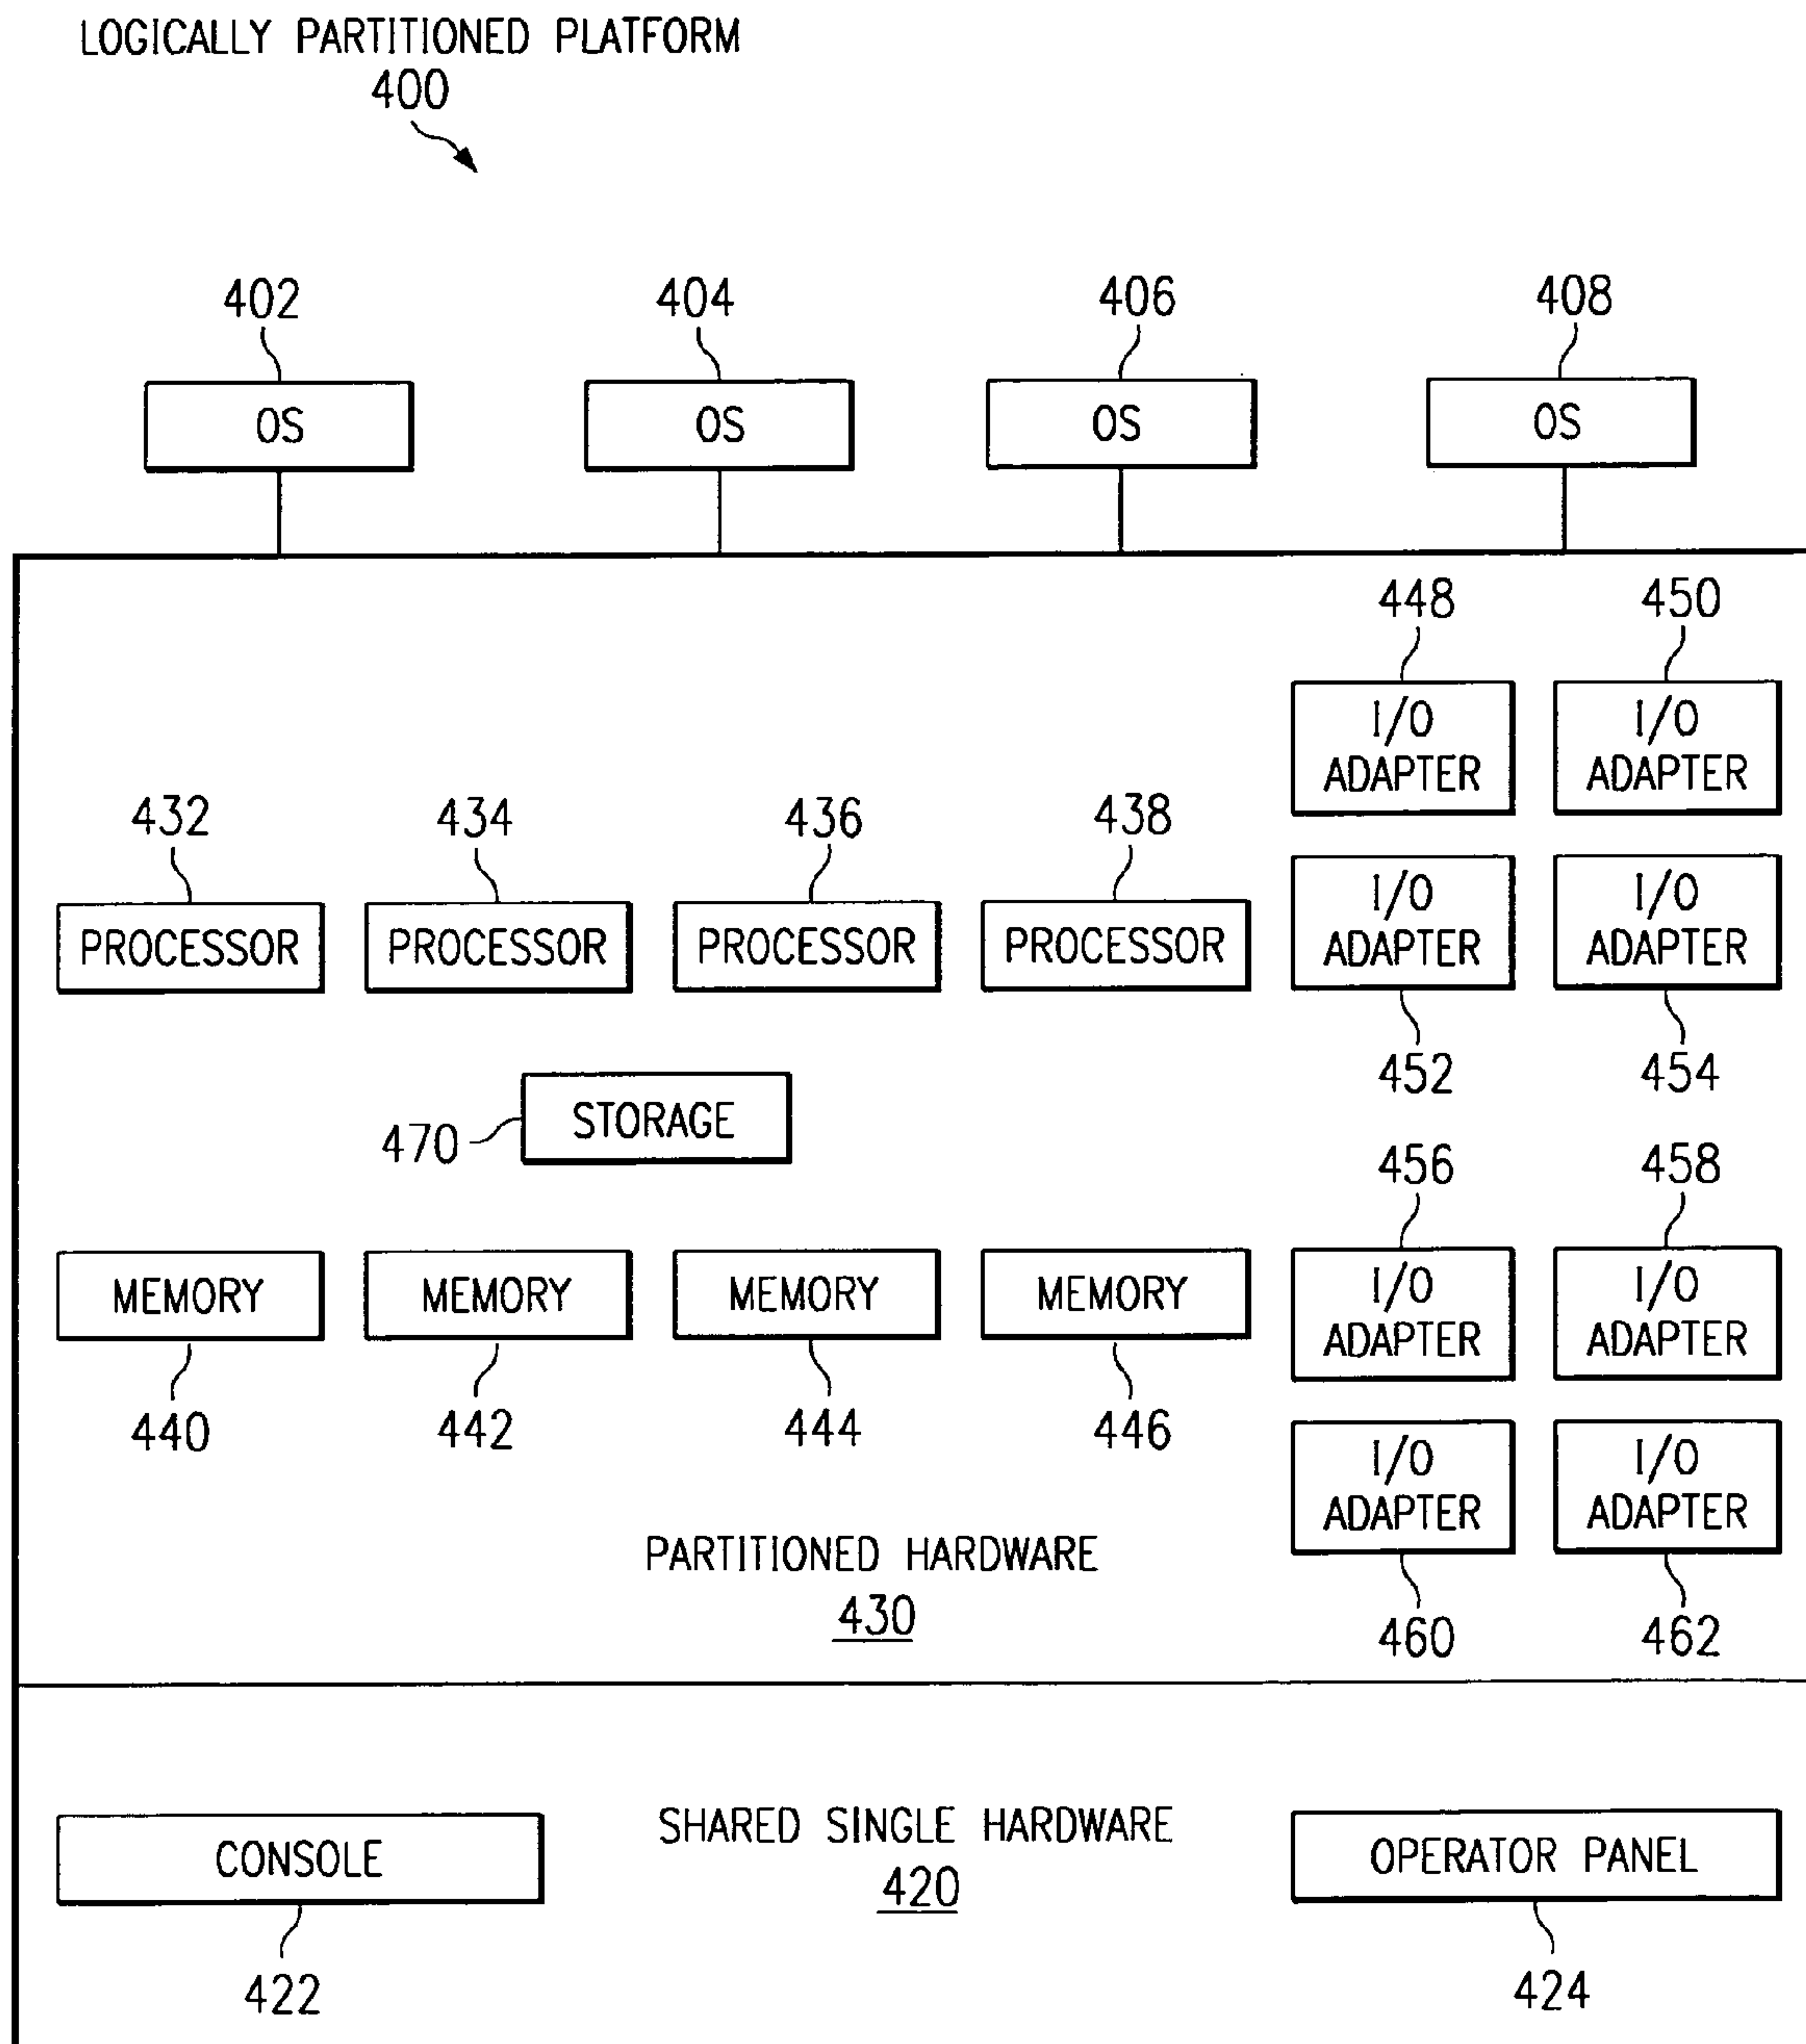 LOGICALLY PARTITIONED PLATFORM
400
402 404 406 408
OS OS OS OS
448 450
I/O ADAPTER I/O ADAPTER
432 434 436 438
PROCESSOR PROCESSOR PROCESSOR PROCESSOR
I/O ADAPTER I/O ADAPTER
452 454
470 STORAGE
456 458
MEMORY MEMORY MEMORY MEMORY
I/O ADAPTER I/O ADAPTER
440 442 444 446
I/O ADAPTER I/O ADAPTER
460 462
PARTITIONED HARDWARE
430
SHARED SINGLE HARDWARE
420
CONSOLE
422
OPERATOR PANEL
424